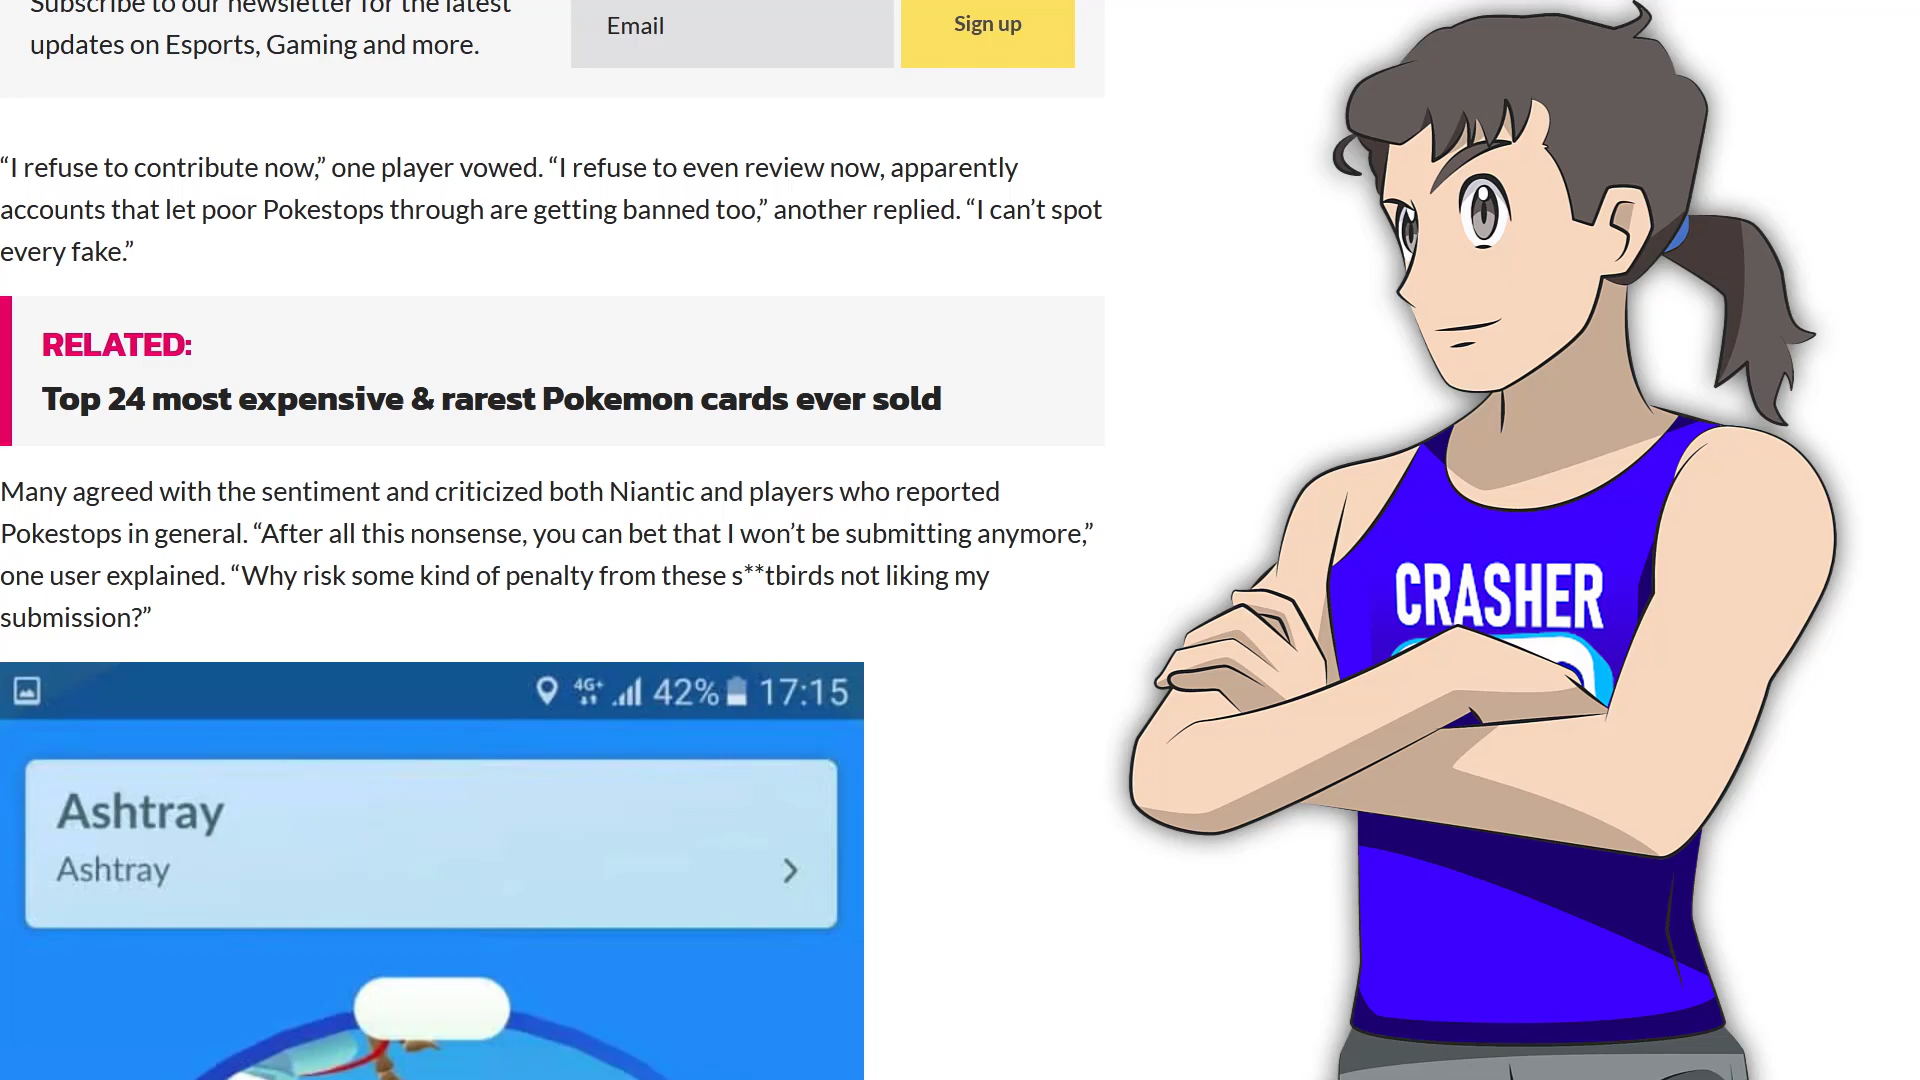 Subscribe to our newsletter for the latest
updates on Esports, Gaming and more.
Email
Sign up
“I refuse to contribute now,” one player vowed. “I refuse to even review now, apparently
accounts that let poor Pokestops through are getting banned too,” another replied. “I can’t spot
every fake.”
RELATED:
Top 24 most expensive & rarest Pokemon cards ever sold
Many agreed with the sentiment and criticized both Niantic and players who reported
Pokestops in general. “After all this nonsense, you can bet that I won’t be submitting anymore,”
one user explained. “Why risk some kind of penalty from these s**tbirds not liking my
submission?”
4G+ 42% 17:15
Ashtray
Ashtray
CRASHER